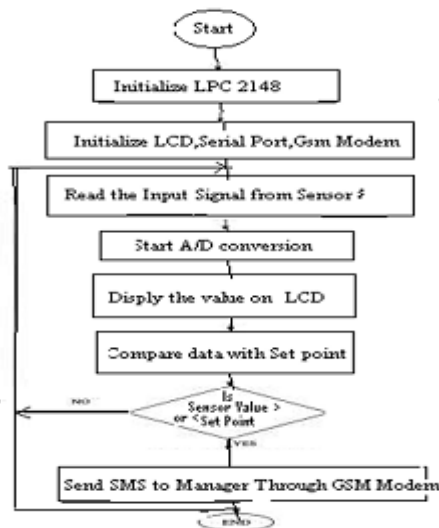 Start
Initialize LPC 2148
Initialize LCD,Serial Port,Gsm Modem
Read the Input Signal from Sensor $
Start A/D conversion
Disply the value on LCD
Compare data with Set point
Is
Sensor Value >
or < Set Point
NO
YES
Send SMS to Manager Through GSM Modem
END